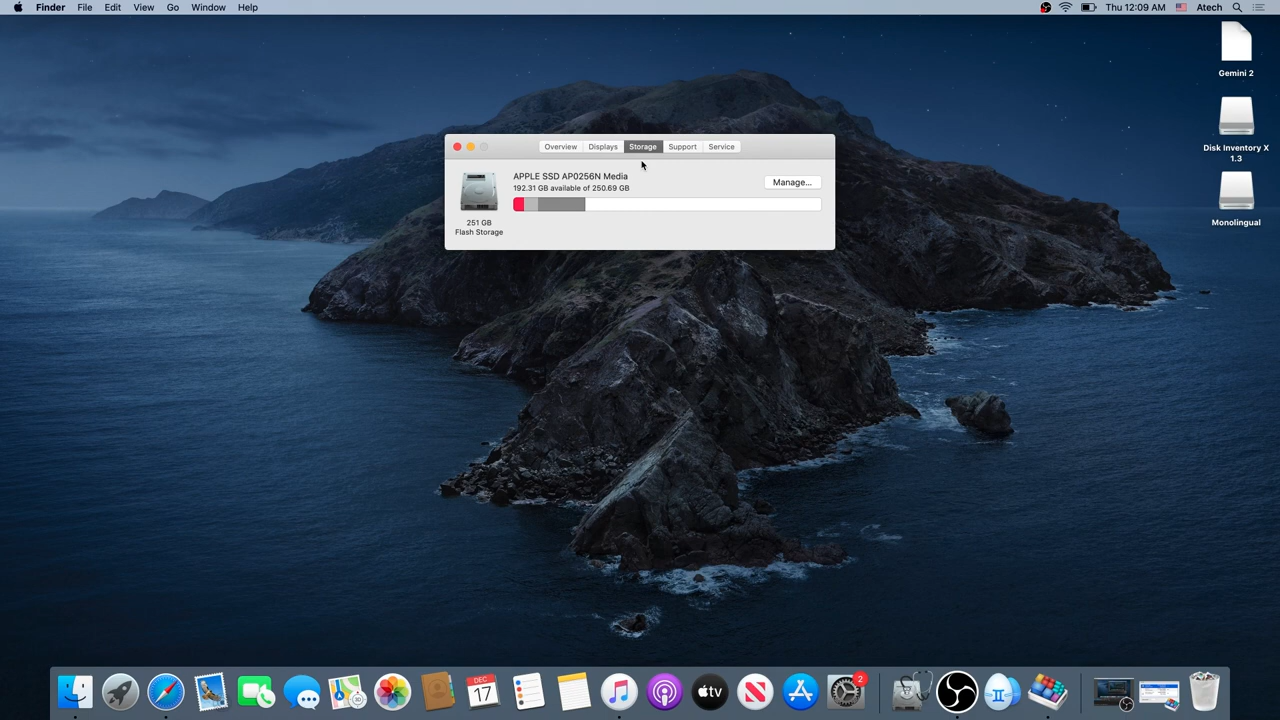 Finder File Edit View Go Window Help
Thu 12:09 AM Atech
Gemini 2
Disk Inventory X
1.3
Monolingual
Overview Displays Storage Support Service
APPLE SSD AP0256N Media
192.31 GB available of 250.69 GB
Manage...
251 GB
Flash Storage
DEC
17
tv
2